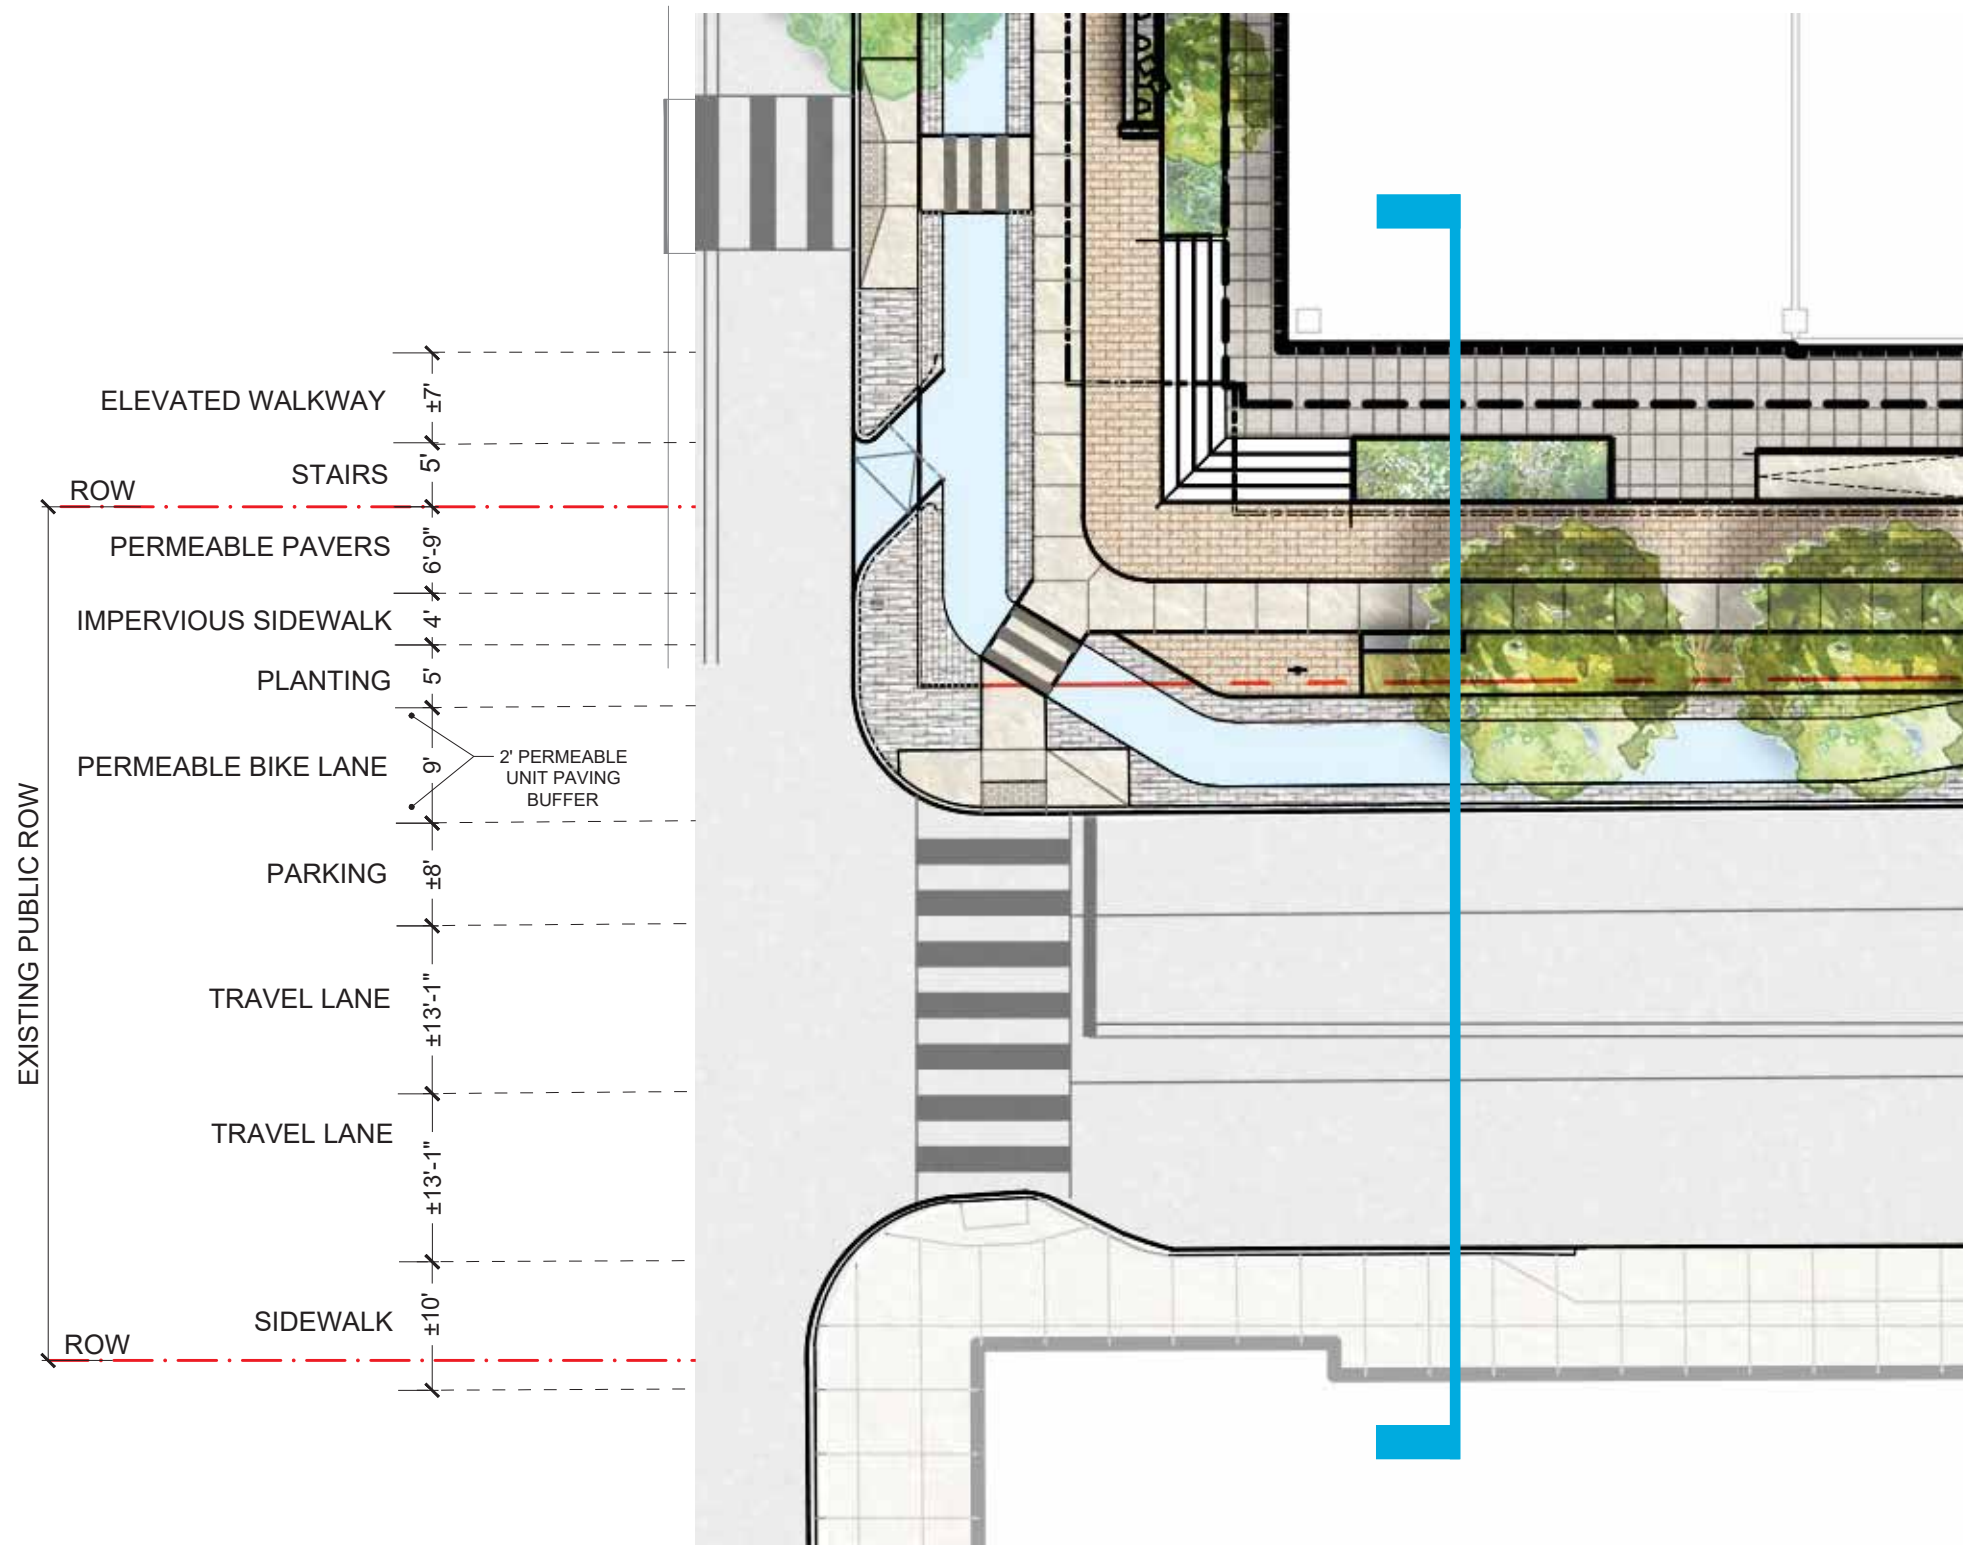 ELEVATED WALKWAY
±7'
STAIRS
5'
ROW
PERMEABLE PAVERS
6'-9"
IMPERVIOUS SIDEWALK
4'
PLANTING
5'
PERMEABLE BIKE LANE
9'
2' PERMEABLE
UNIT PAVING
BUFFER
PARKING
±8'
EXISTING PUBLIC ROW
TRAVEL LANE
±13'-1"
TRAVEL LANE
±13'-1"
SIDEWALK
±10'
ROW